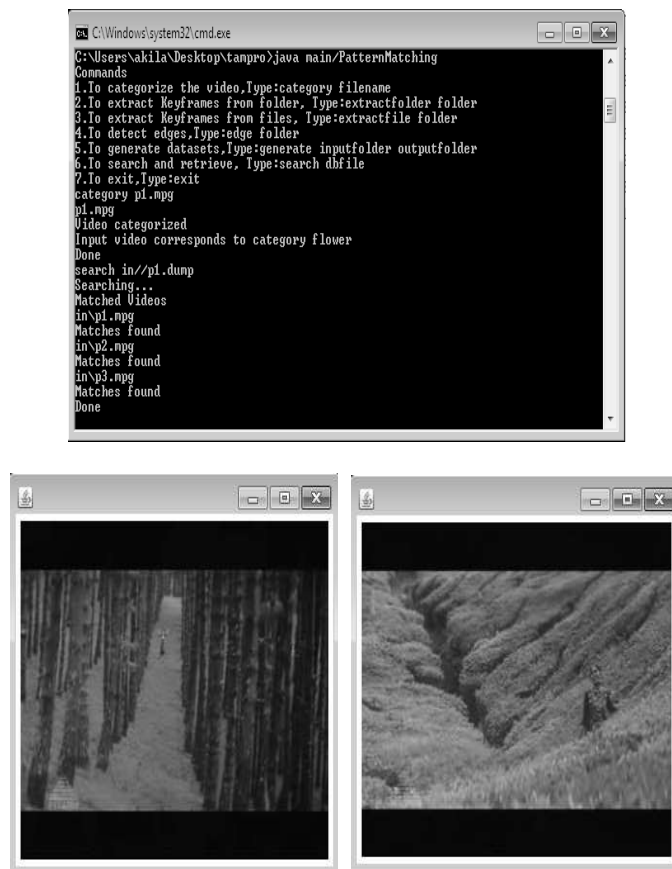 C:\Windows\system32\cmd.exe
C:\Users\akila\Desktop\tampro>java main/PatternMatching
Commands
1.To categorize the video,Type:category filename
2.To extract Keyframes from folder, Type:extractfolder folder
3.To extract Keyframes from files, Type:extractfile folder
4.To detect edges,Type:edge folder
5.To generate datasets,Type:generate inputfolder outputfolder
6.To search and retrieve, Type:search dbfile
7.To exit,Type:exit
category p1.mpg
p1.mpg
Video categorized
Input video corresponds to category flower
Done
search in//p1.dump
Searching...
Matched Videos
in\p1.mpg
Matches found
in\p2.mpg
Matches found
in\p3.mpg
Matches found
Done